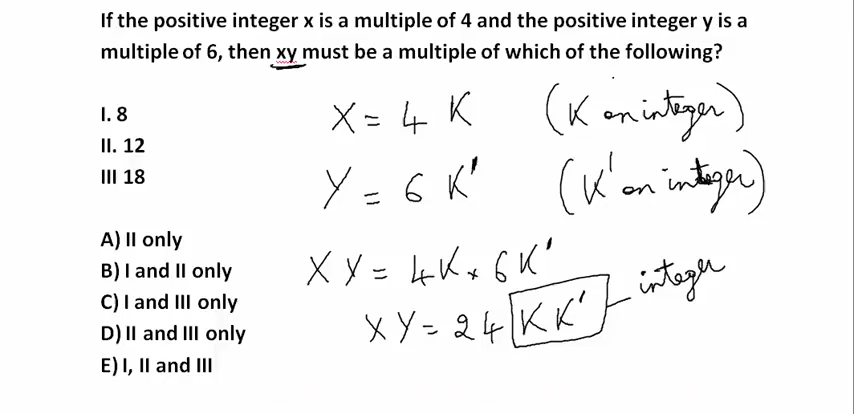 If the positive integer x is a multiple of 4 and the positive integer y is a
multiple of 6, then xy must be a multiple of which of the following?
I. 8
II. 12
III 18
A) II only
B) I and II only
C) I and III only
D) II and III only
E) I, II and III
X = 4 K (K an integer)
Y = 6 K' (K' an integer)
X Y = 4K × 6K'
X Y = 24 K K' integer